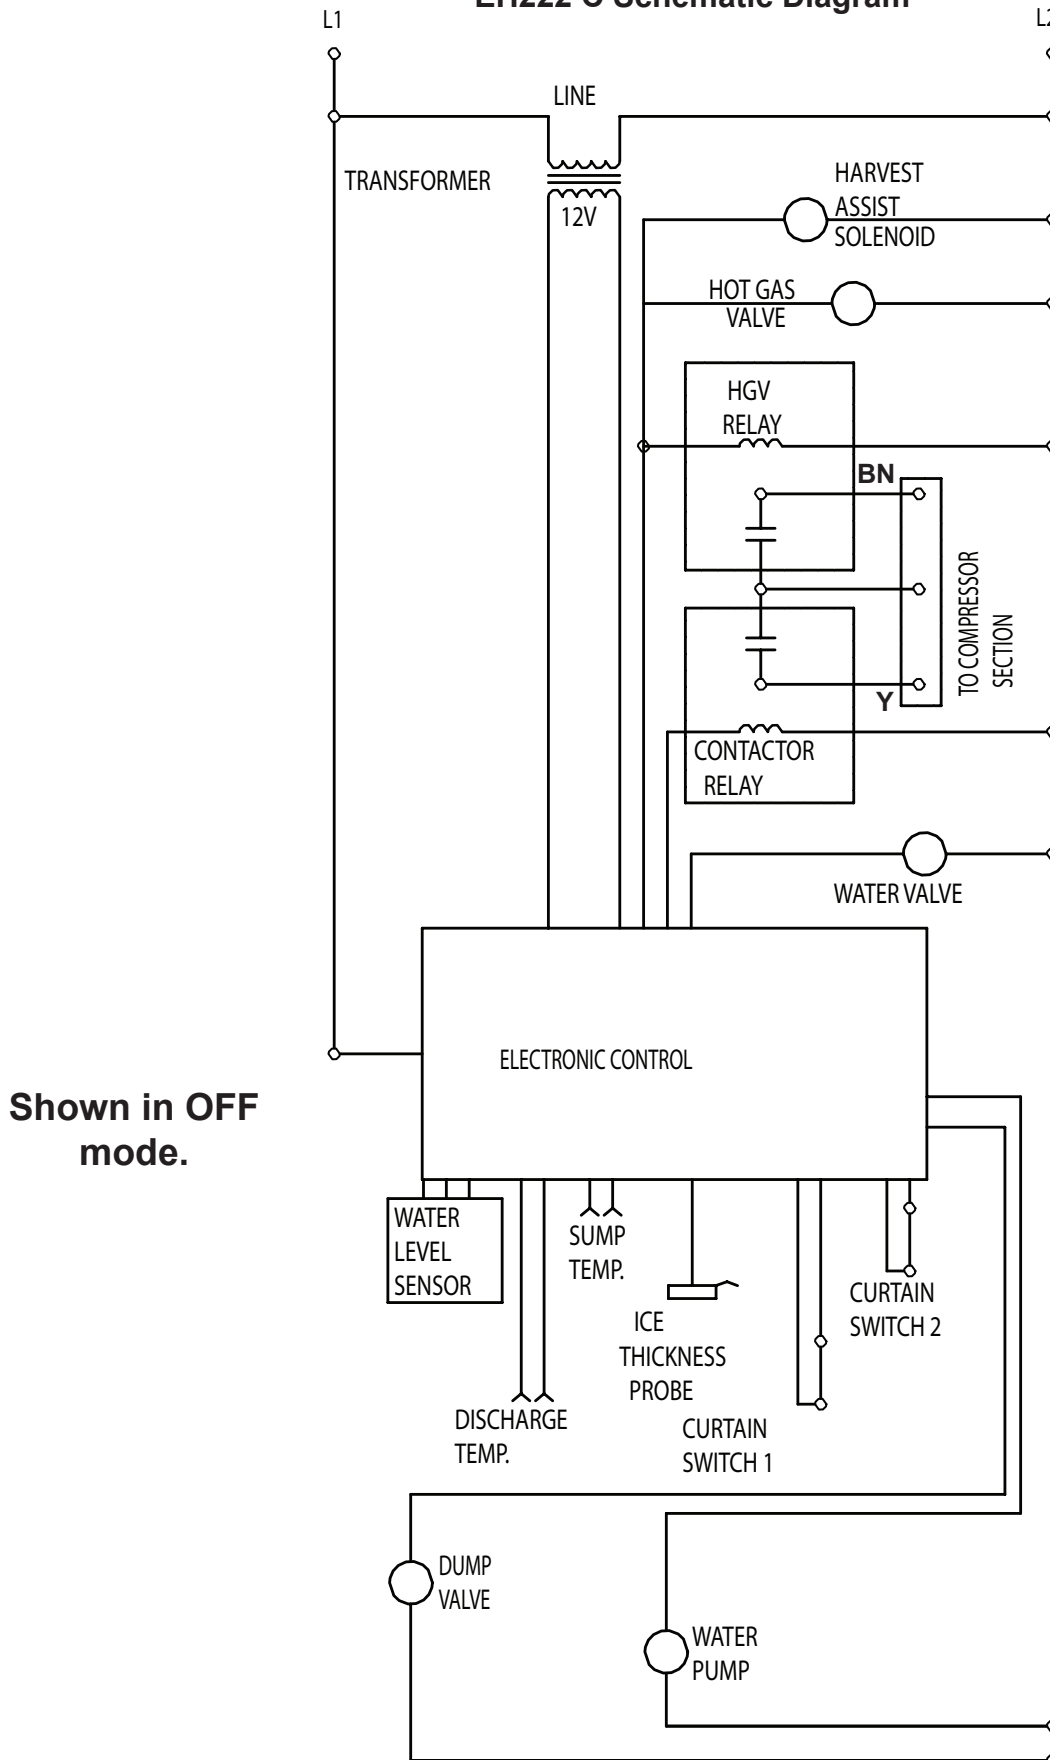 L1
LINE
TRANSFORMER
12V
HARVEST
ASSIST
SOLENOID
HOT GAS
VALVE
HGV
RELAY
BN
TO COMPRESSOR
SECTION
Y
CONTACTOR
RELAY
WATER VALVE
ELECTRONIC CONTROL
Shown in OFF
mode.
WATER
LEVEL
SENSOR
SUMP
TEMP.
ICE
THICKNESS
PROBE
CURTAIN
SWITCH 2
DISCHARGE
TEMP.
CURTAIN
SWITCH 1
DUMP
VALVE
WATER
PUMP